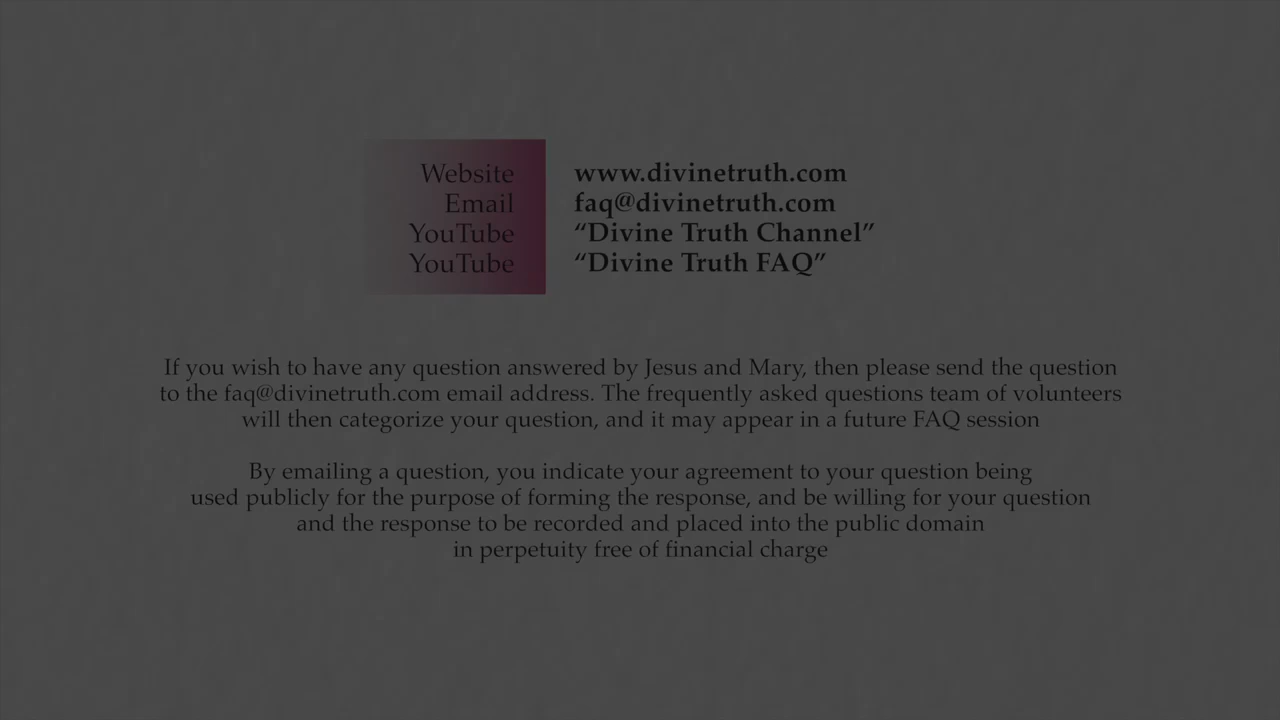 Website www.divinetruth.com
Email faq@divinetruth.com
YouTube “Divine Truth Channel”
YouTube “Divine Truth FAQ”
If you wish to have any question answered by Jesus and Mary, then please send the question
to the faq@divinetruth.com email address. The frequently asked questions team of volunteers
will then categorize your question, and it may appear in a future FAQ session
By emailing a question, you indicate your agreement to your question being
used publicly for the purpose of forming the response, and be willing for your question
and the response to be recorded and placed into the public domain
in perpetuity free of financial charge